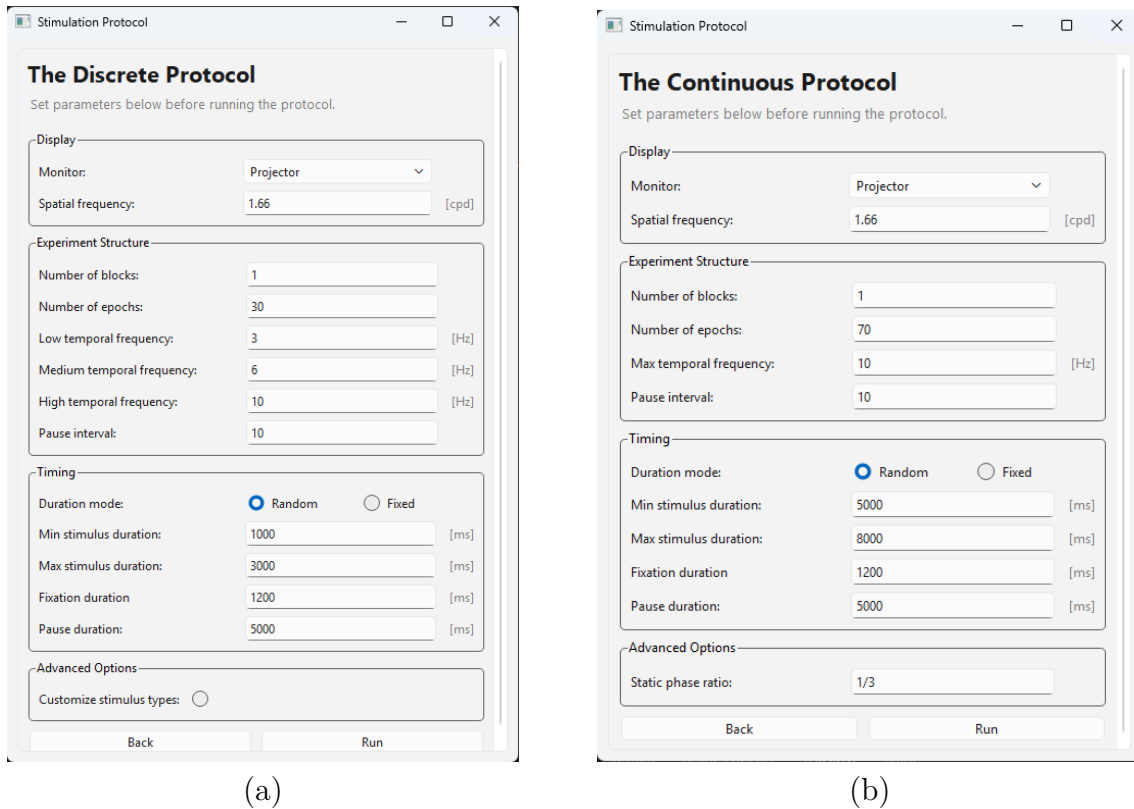 Stimulation Protocol
The Discrete Protocol
Set parameters below before running the protocol.
Display
Monitor: Projector
Spatial frequency: 1.66 [cpd]
Experiment Structure
Number of blocks: 1
Number of epochs: 30
Low temporal frequency: 3 [Hz]
Medium temporal frequency: 6 [Hz]
High temporal frequency: 10 [Hz]
Pause interval: 10
Timing
Duration mode: Random Fixed
Min stimulus duration: 1000 [ms]
Max stimulus duration: 3000 [ms]
Fixation duration 1200 [ms]
Pause duration: 5000 [ms]
Advanced Options
Customize stimulus types:
Back Run
(a)
Stimulation Protocol
The Continuous Protocol
Set parameters below before running the protocol.
Display
Monitor: Projector
Spatial frequency: 1.66 [cpd]
Experiment Structure
Number of blocks: 1
Number of epochs: 70
Max temporal frequency: 10 [Hz]
Pause interval: 10
Timing
Duration mode: Random Fixed
Min stimulus duration: 5000 [ms]
Max stimulus duration: 8000 [ms]
Fixation duration 1200 [ms]
Pause duration: 5000 [ms]
Advanced Options
Static phase ratio: 1/3
Back Run
(b)